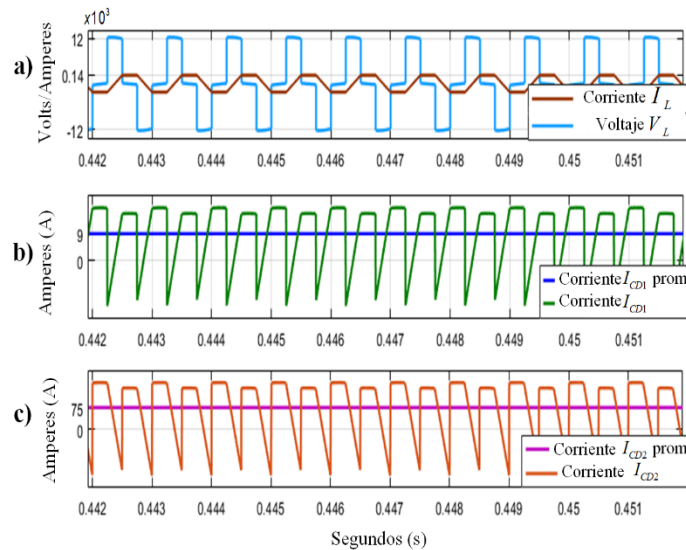 ×10³
a)
Volts/Amperes
12
0.14
-12
Corriente I_L
Voltaje V_L
0.442 0.443 0.444 0.445 0.446 0.447 0.448 0.449 0.45 0.451
b)
Amperes (A)
9
0
Corriente I_CD1 prom
Corriente I_CD1
0.442 0.443 0.444 0.445 0.446 0.447 0.448 0.449 0.45 0.451
c)
Amperes (A)
75
0
Corriente I_CD2 prom
Corriente I_CD2
0.442 0.443 0.444 0.445 0.446 0.447 0.448 0.449 0.45 0.451
Segundos (s)